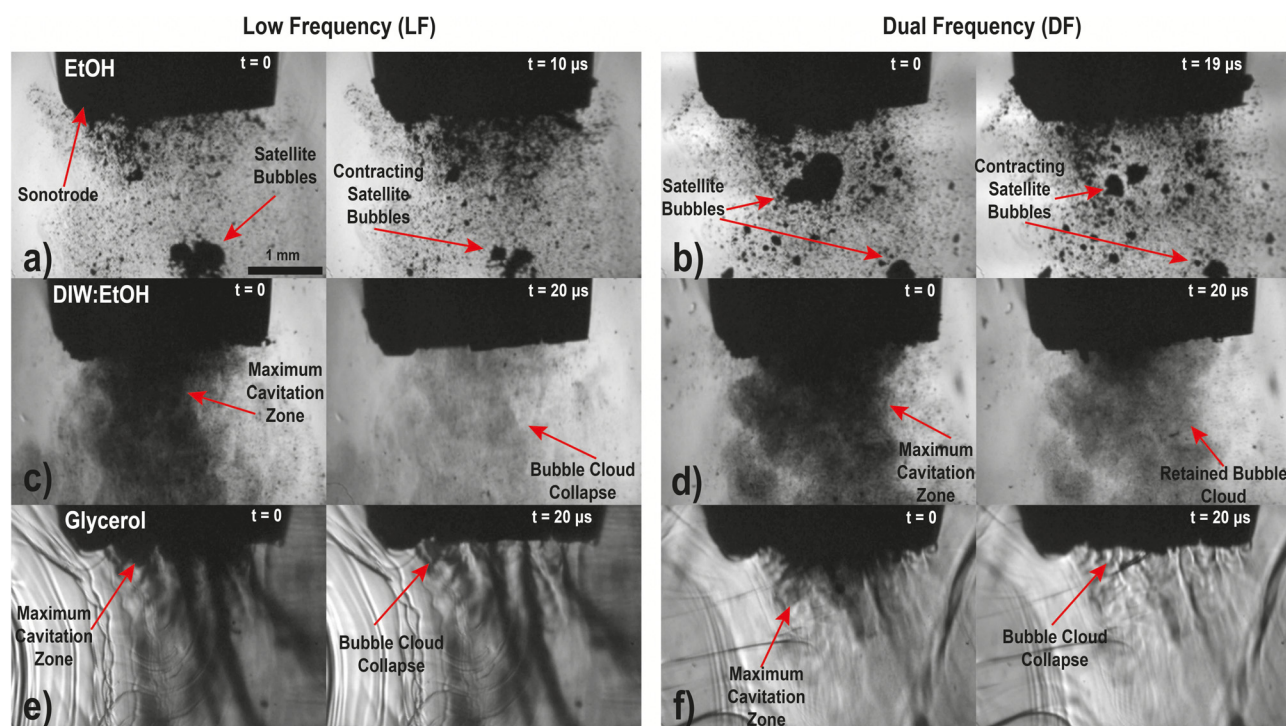 Low Frequency (LF)
Dual Frequency (DF)
EtOH
t = 0
Sonotrode
Satellite
Bubbles
1 mm
a)
t = 10 µs
Contracting
Satellite
Bubbles
t = 0
Satellite
Bubbles
b)
t = 19 µs
Contracting
Satellite
Bubbles
DIW:EtOH
t = 0
Maximum
Cavitation
Zone
c)
t = 20 µs
Bubble Cloud
Collapse
t = 0
Maximum
Cavitation
Zone
d)
t = 20 µs
Retained Bubble
Cloud
Glycerol
t = 0
Maximum
Cavitation
Zone
e)
t = 20 µs
Bubble Cloud
Collapse
t = 0
Maximum
Cavitation
Zone
f)
t = 20 µs
Bubble Cloud
Collapse